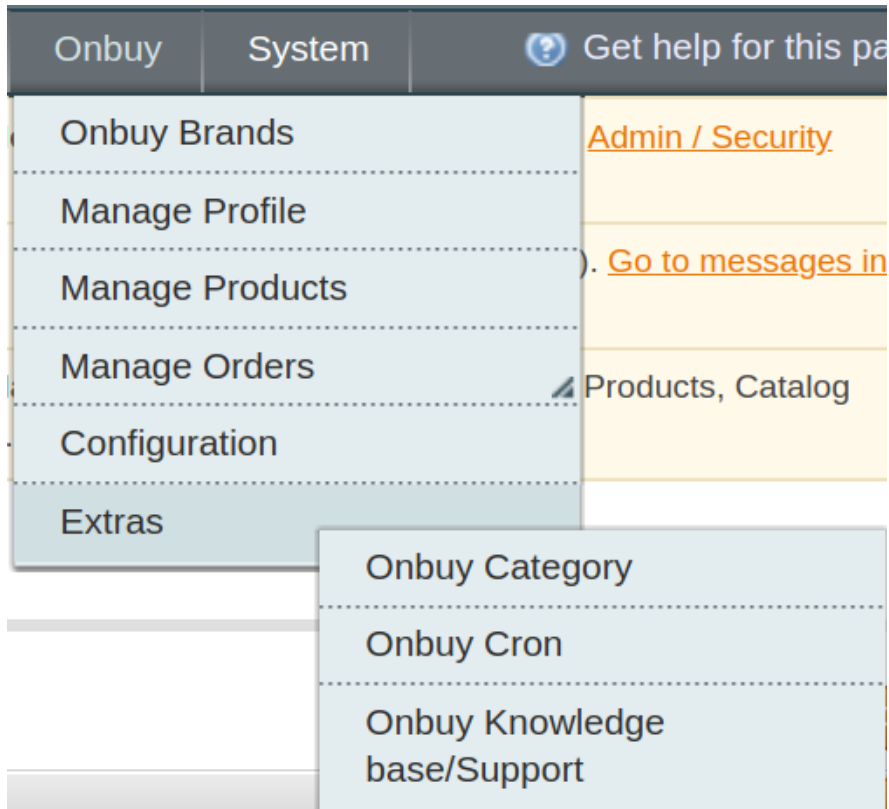 Onbuy System Get help for this pa
Onbuy Brands
Admin / Security
Manage Profile
). Go to messages in
Manage Products
Manage Orders
Products, Catalog
Configuration
Extras
Onbuy Category
Onbuy Cron
Onbuy Knowledge
base/Support